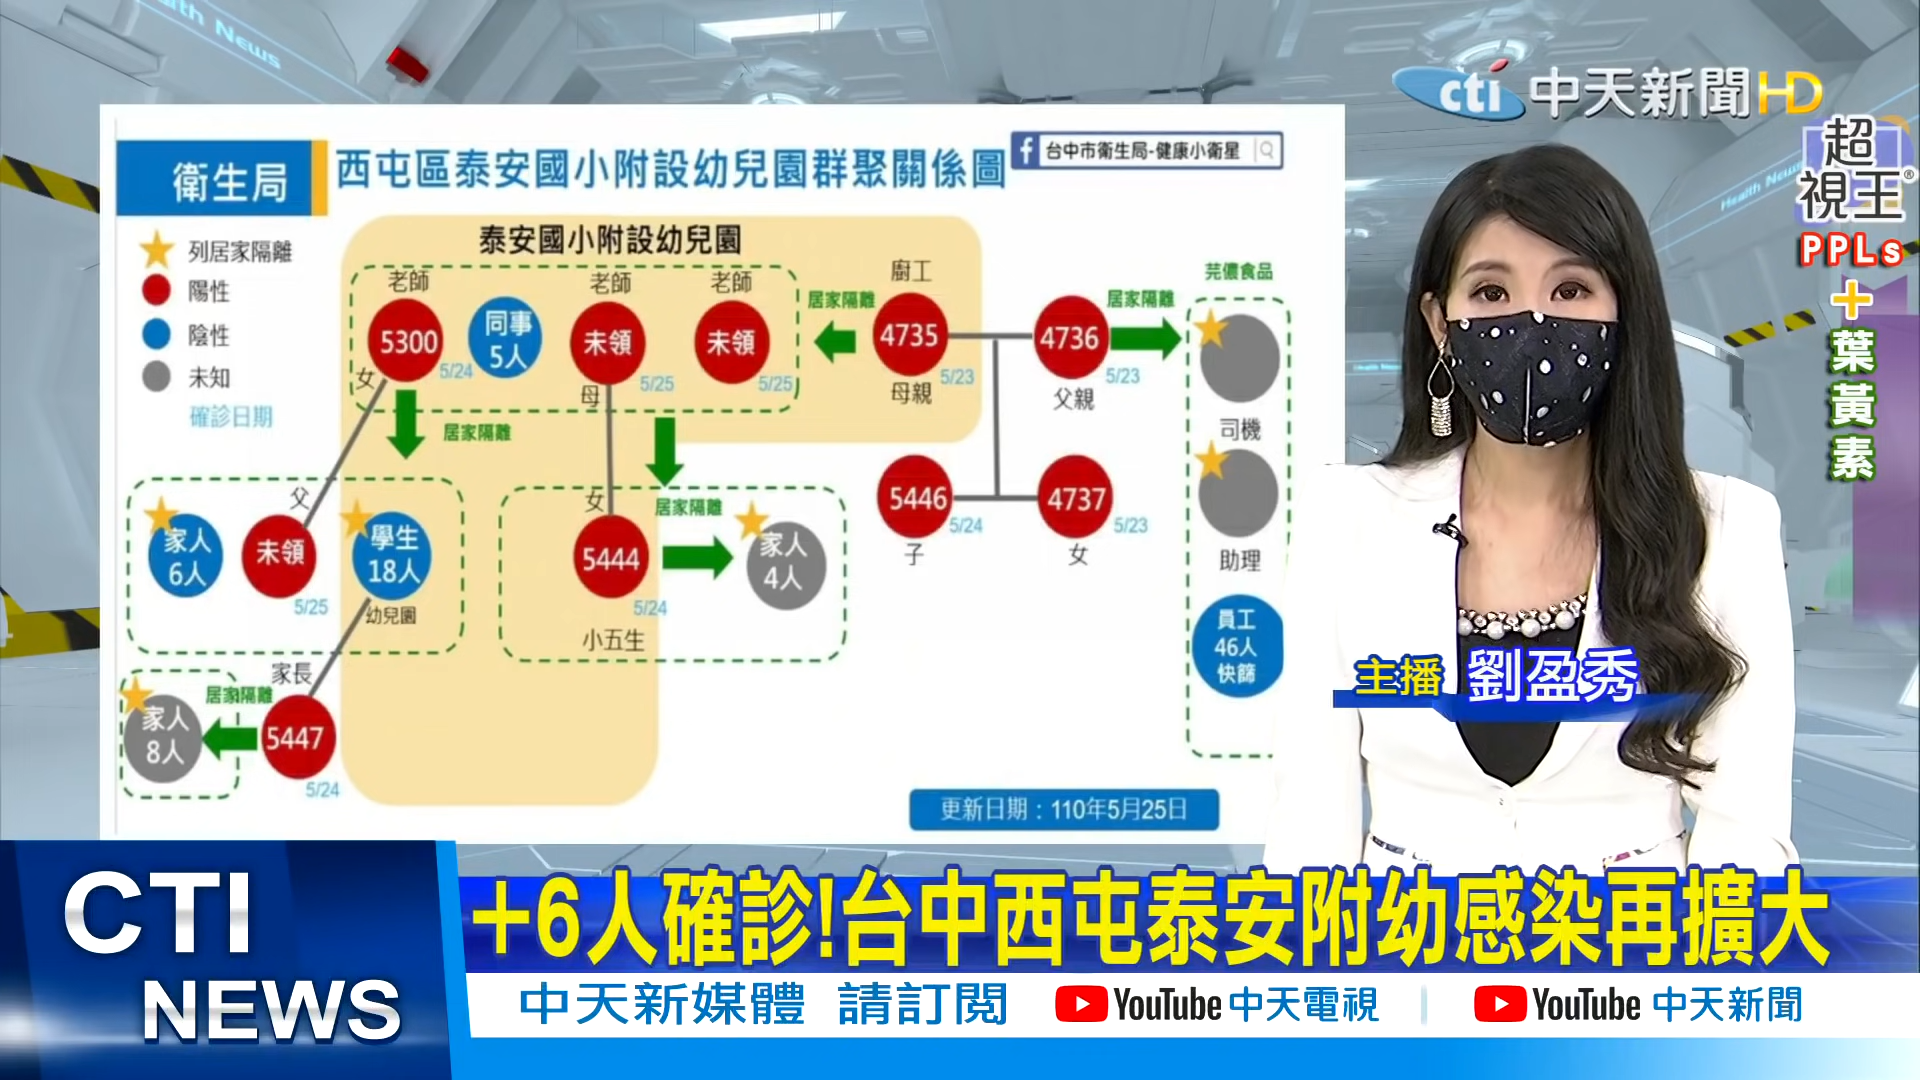 Health News
cti 中天新聞HD
超視王®
PPLs
+
葉黃素
衛生局
西屯區泰安國小附設幼兒園群聚關係圖
台中市衛生局-健康小衛星
列居家隔離
陽性
陰性
未知
確診日期
泰安國小附設幼兒園
老師
5300
女
5/24
同事
5人
老師
未領
母
5/25
老師
未領
5/25
居家隔離
廚工
4735
母親
5/23
4736
父親
5/23
居家隔離
芫儂食品
司機
助理
員工
46人
快篩
5446
子
5/24
4737
女
5/23
居家隔離
家人
6人
父
未領
5/25
學生
18人
幼兒園
女
居家隔離
5444
5/24
小五生
家人
4人
家長
5447
5/24
居家隔離
家人
8人
更新日期：110年5月25日
Health News
主播 劉盈秀
CTI
NEWS
+6人確診!台中西屯泰安附幼感染再擴大
中天新媒體 請訂閱 YouTube 中天電視 | YouTube 中天新聞